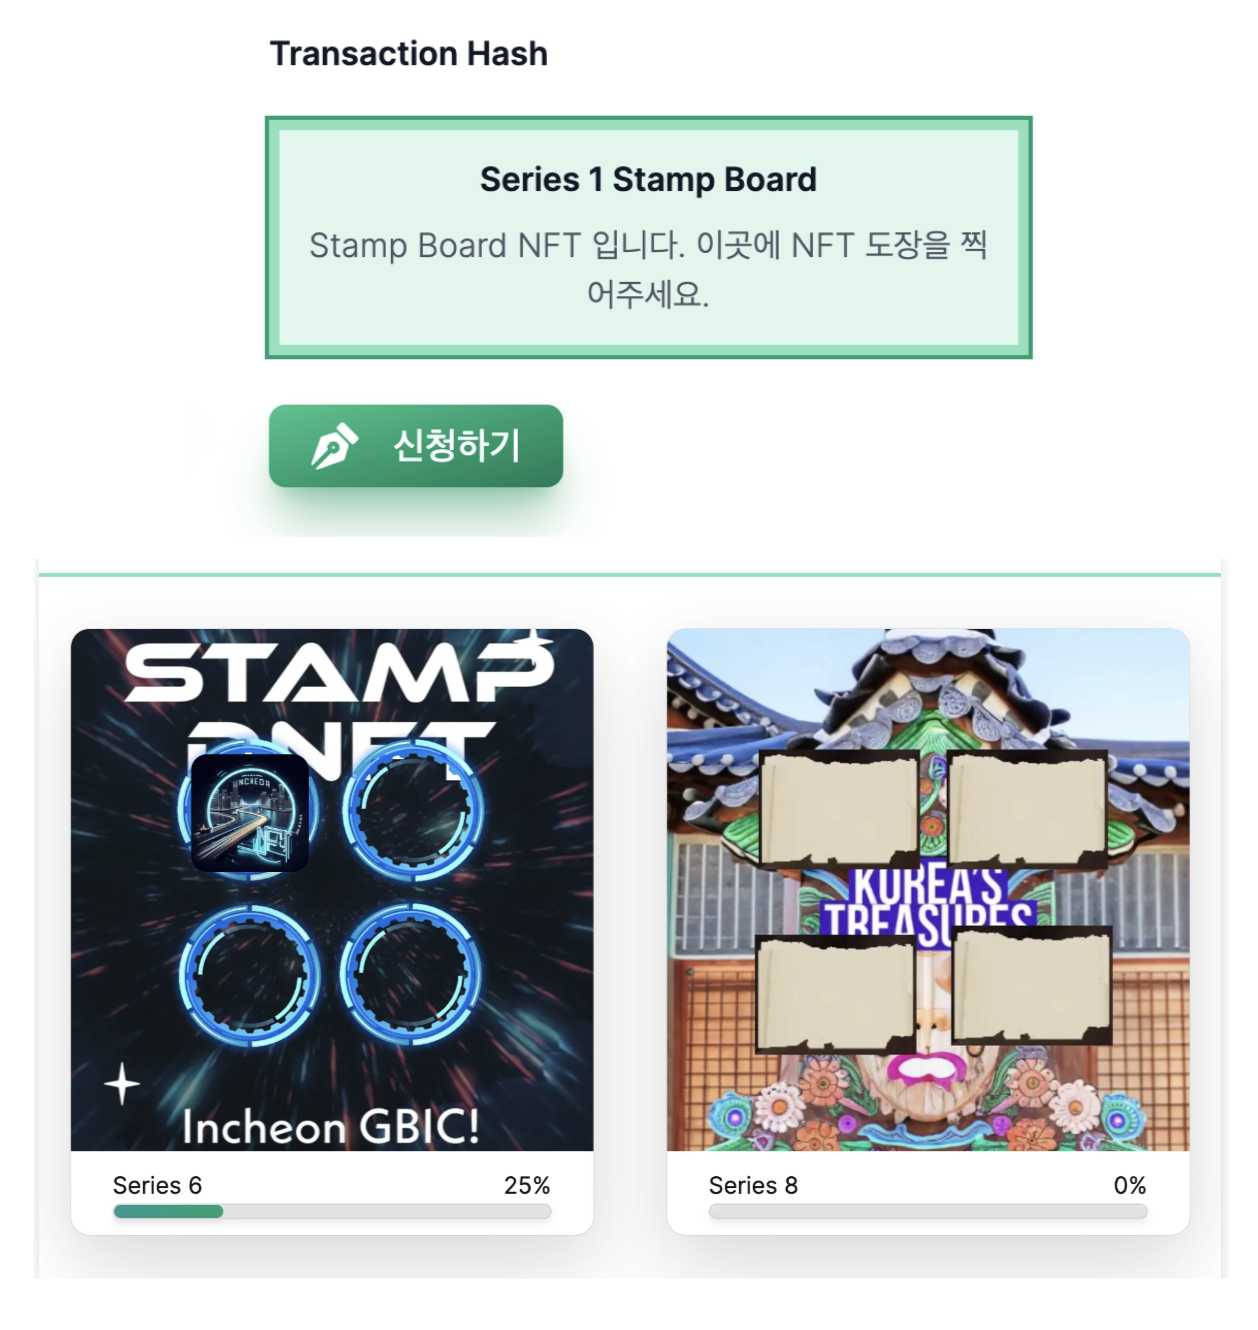 Transaction Hash
Series 1 Stamp Board
Stamp Board NFT 입니다. 이곳에 NFT 도장을 찍
어주세요.
신청하기
STAMP
DNFT
INCHEON
NFT
Incheon GBIC!
KOREA'S
TREASURES
Series 6
25%
Series 8
0%